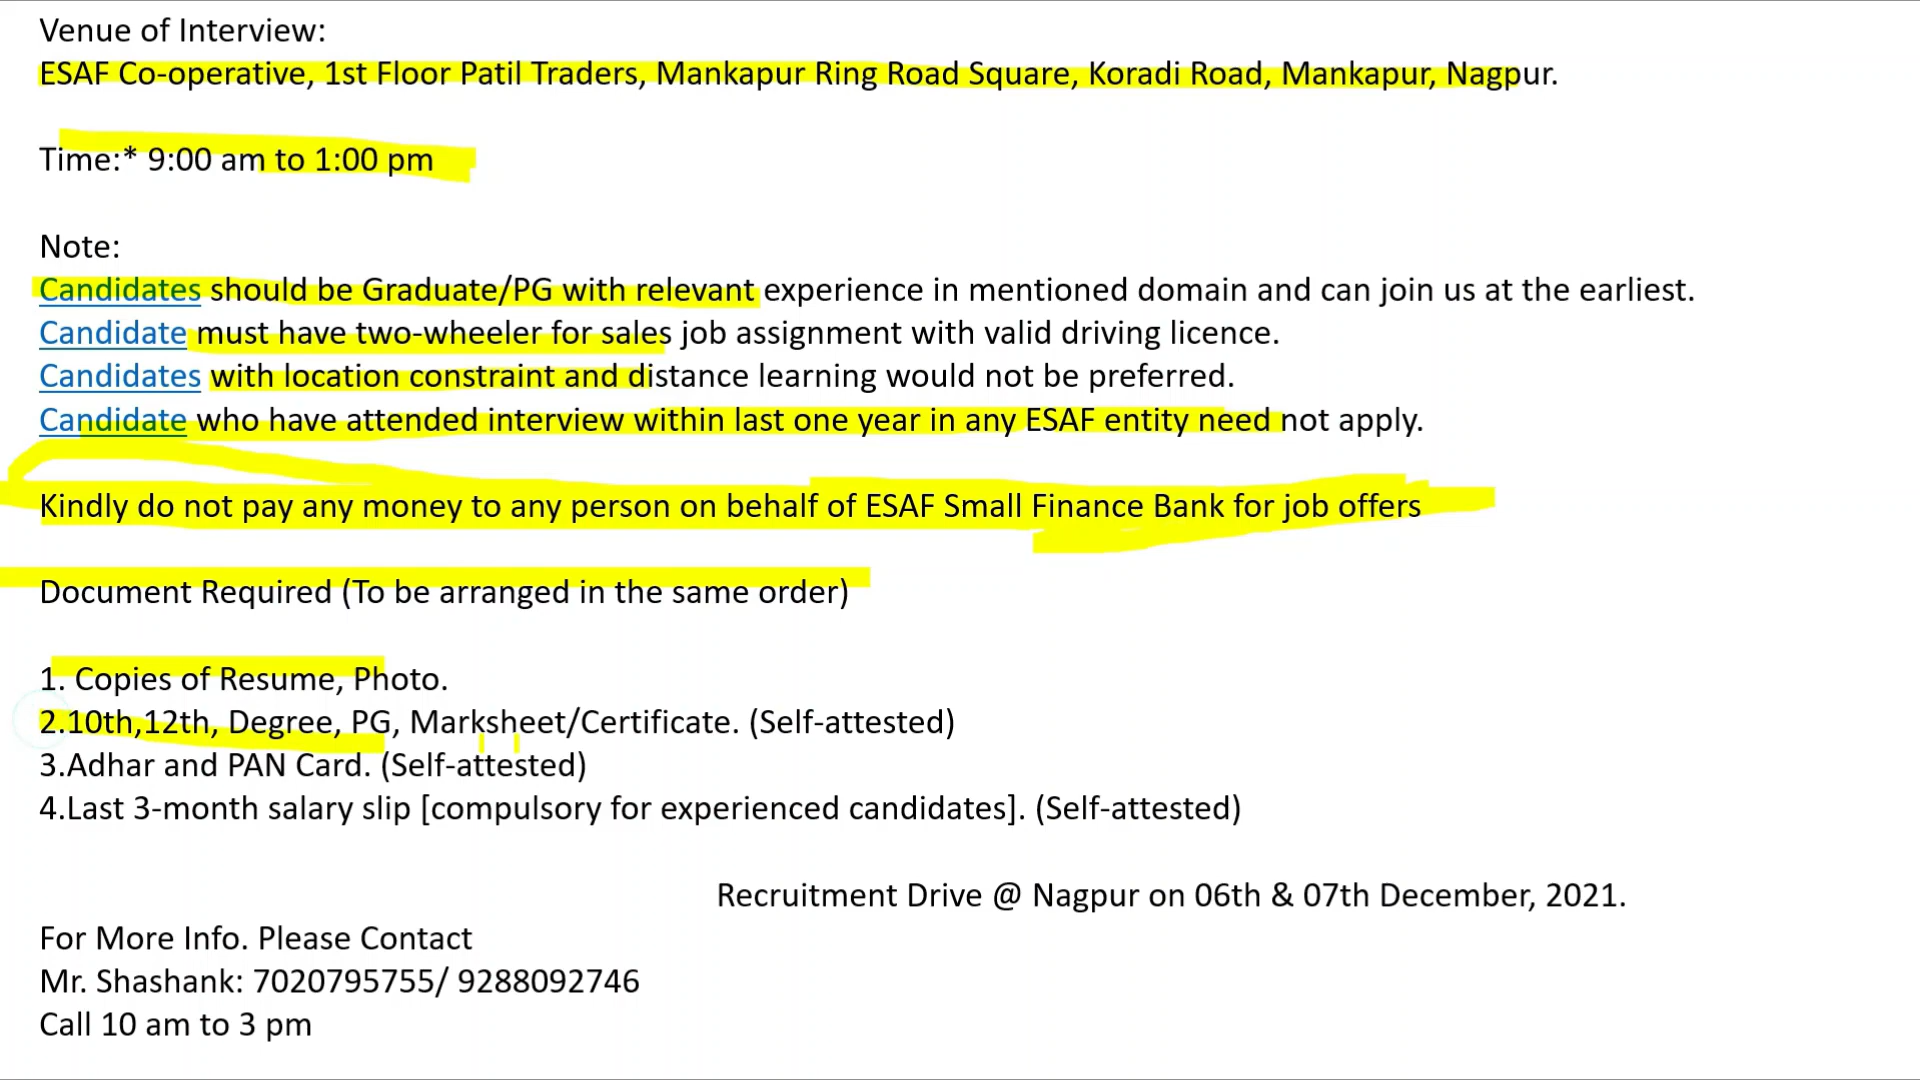 Venue of Interview:
ESAF Co-operative, 1st Floor Patil Traders, Mankapur Ring Road Square, Koradi Road, Mankapur, Nagpur.
Time:* 9:00 am to 1:00 pm
Note:
Candidates should be Graduate/PG with relevant experience in mentioned domain and can join us at the earliest.
Candidate must have two-wheeler for sales job assignment with valid driving licence.
Candidates with location constraint and distance learning would not be preferred.
Candidate who have attended interview within last one year in any ESAF entity need not apply.
Kindly do not pay any money to any person on behalf of ESAF Small Finance Bank for job offers
Document Required (To be arranged in the same order)
1. Copies of Resume, Photo.
2.10th,12th, Degree, PG, Marksheet/Certificate. (Self-attested)
3.Adhar and PAN Card. (Self-attested)
4.Last 3-month salary slip [compulsory for experienced candidates]. (Self-attested)
Recruitment Drive @ Nagpur on 06th & 07th December, 2021.
For More Info. Please Contact
Mr. Shashank: 7020795755/ 9288092746
Call 10 am to 3 pm